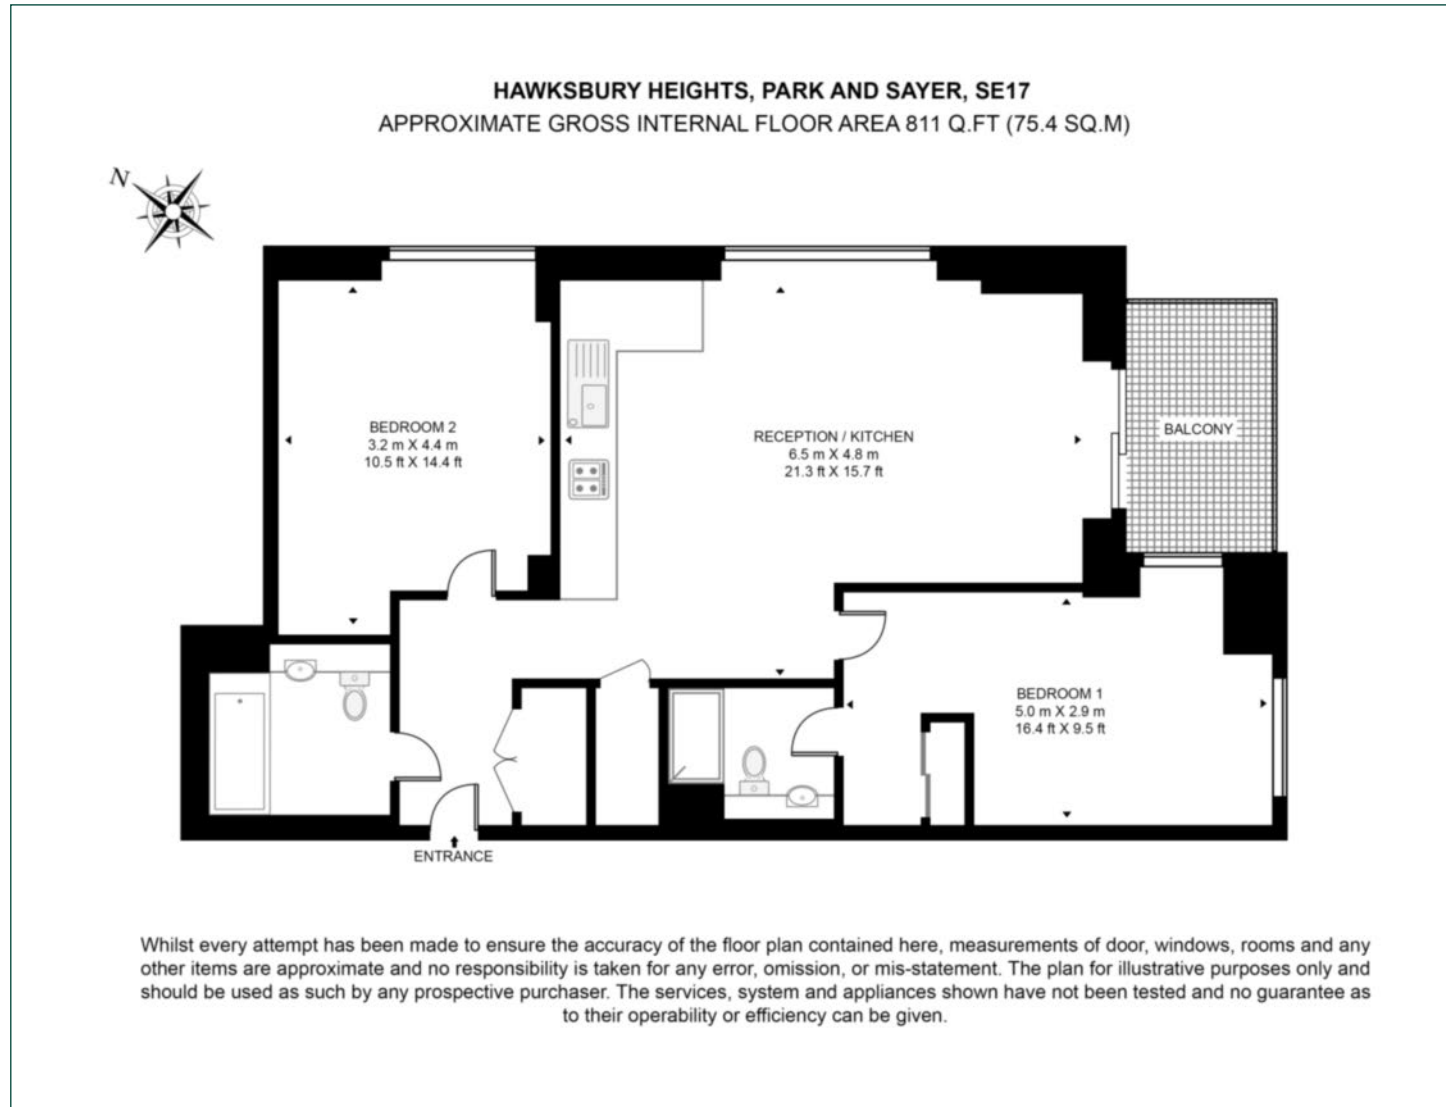 HAWKSBURY HEIGHTS, PARK AND SAYER, SE17
APPROXIMATE GROSS INTERNAL FLOOR AREA 811 Q.FT (75.4 SQ.M)
N
BEDROOM 2
3.2 m X 4.4 m
10.5 ft X 14.4 ft
RECEPTION / KITCHEN
6.5 m X 4.8 m
21.3 ft X 15.7 ft
BALCONY
BEDROOM 1
5.0 m X 2.9 m
16.4 ft X 9.5 ft
ENTRANCE
Whilst every attempt has been made to ensure the accuracy of the floor plan contained here, measurements of door, windows, rooms and any
other items are approximate and no responsibility is taken for any error, omission, or mis-statement. The plan for illustrative purposes only and
should be used as such by any prospective purchaser. The services, system and appliances shown have not been tested and no guarantee as
to their operability or efficiency can be given.